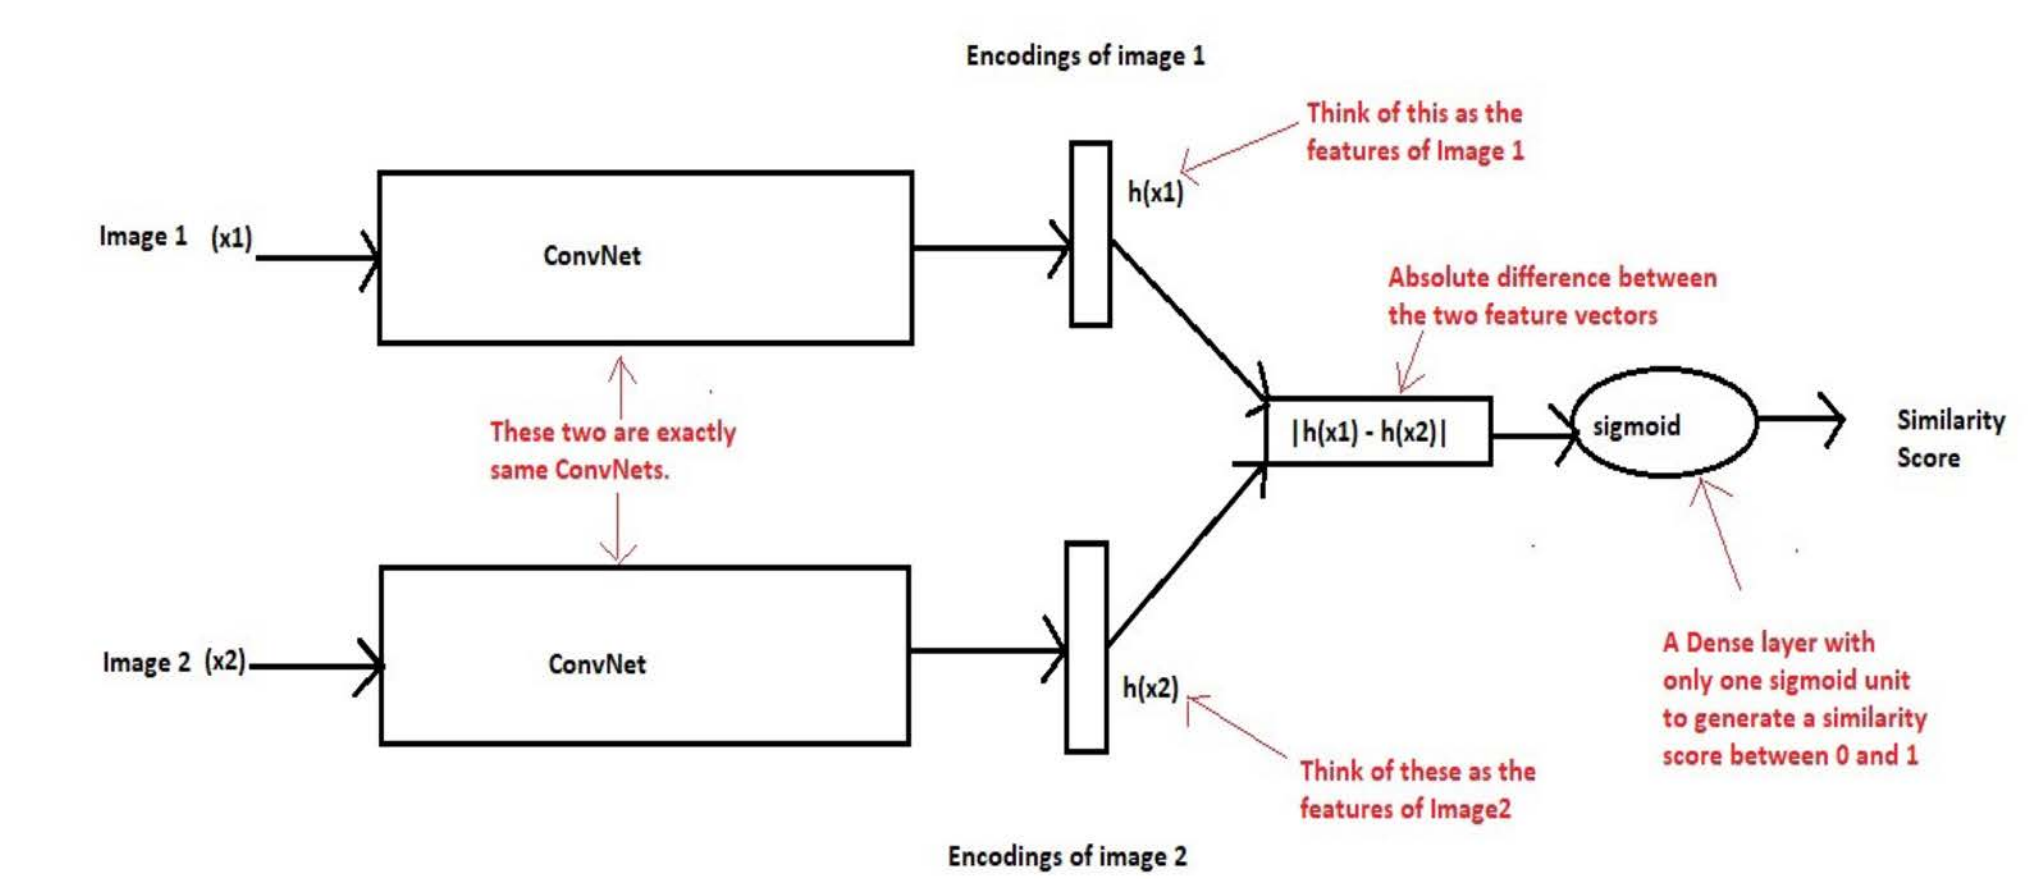 Encodings of image 1
Think of this as the
features of Image 1
h(x1)
Image 1 (x1)
ConvNet
Absolute difference between
the two feature vectors
These two are exactly
same ConvNets.
|h(x1) - h(x2)|
sigmoid
Similarity
Score
Image 2 (x2)
ConvNet
h(x2)
A Dense layer with
only one sigmoid unit
to generate a similarity
score between 0 and 1
Think of these as the
features of Image2
Encodings of image 2